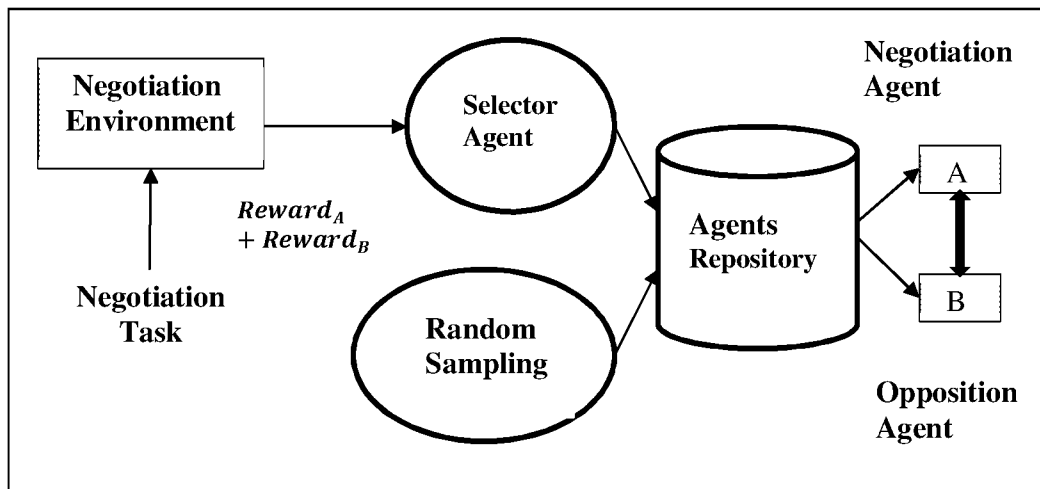 Negotiation
Environment
Selector
Agent
Negotiation
Agent
A
Reward_A
+ Reward_B
Agents
Repository
Negotiation
Task
Random
Sampling
B
Opposition
Agent